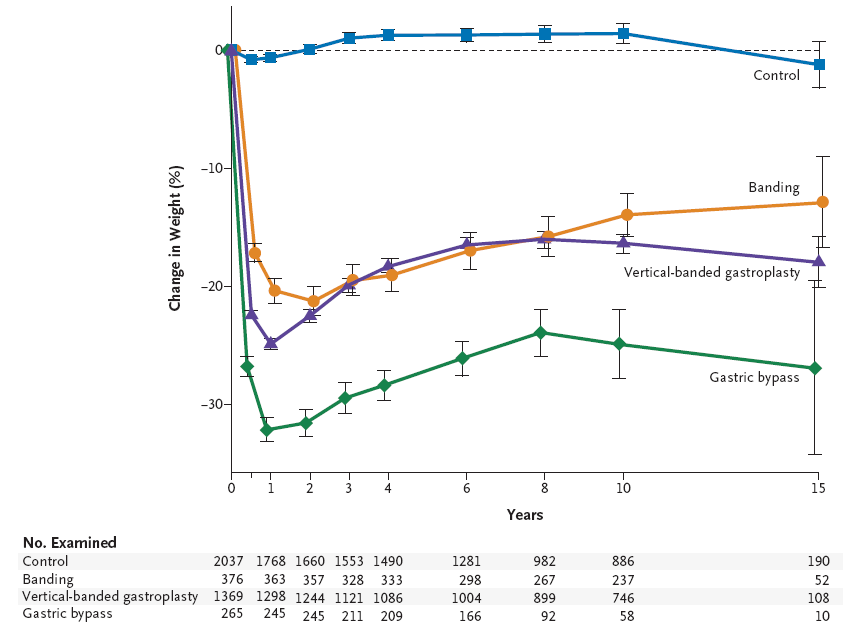 0
Control
–10
Banding
Change in Weight (%)
–20
Vertical-banded gastroplasty
Gastric bypass
–30
0 1 2 3 4 6 8 10 15
Years
No. Examined
Control 2037 1768 1660 1553 1490 1281 982 886 190
Banding 376 363 357 328 333 298 267 237 52
Vertical-banded gastroplasty 1369 1298 1244 1121 1086 1004 899 746 108
Gastric bypass 265 245 245 211 209 166 92 58 10